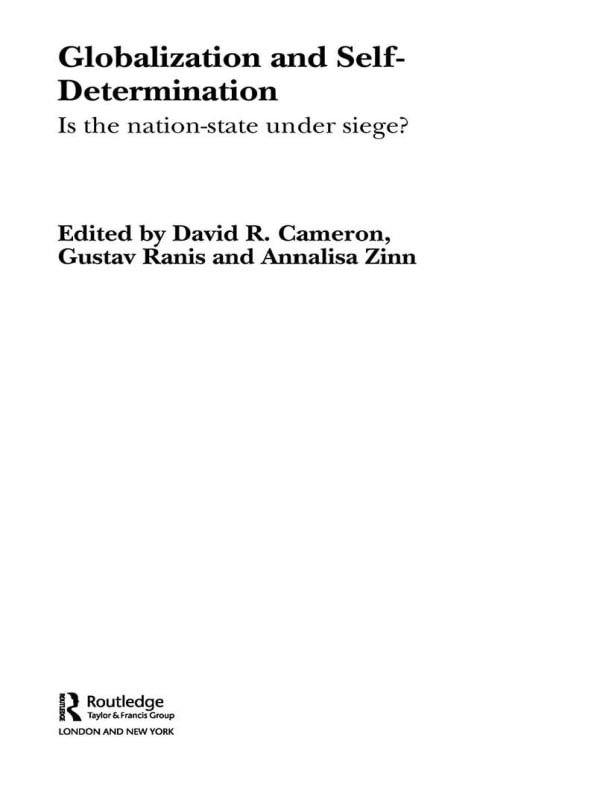 Globalization and Self-
Determination
Is the nation-state under siege?
Edited by David R. Cameron,
Gustav Ranis and Annalisa Zinn
ROUTLEDGE
Routledge
Taylor & Francis Group
LONDON AND NEW YORK